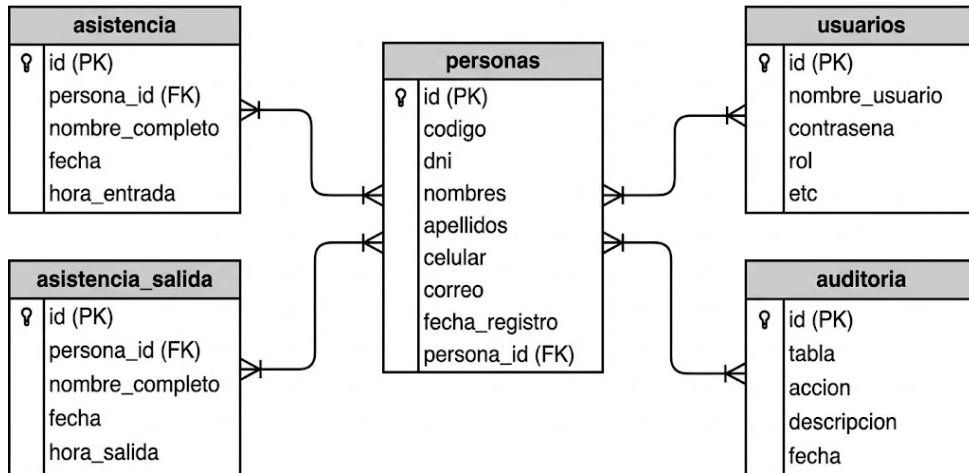 asistencia
id (PK)
persona_id (FK)
nombre_completo
fecha
hora_entrada
asistencia_salida
id (PK)
persona_id (FK)
nombre_completo
fecha
hora_salida
personas
id (PK)
codigo
dni
nombres
apellidos
celular
correo
fecha_registro
persona_id (FK)
usuarios
id (PK)
nombre_usuario
contrasena
rol
etc
auditoria
id (PK)
tabla
accion
descripcion
fecha